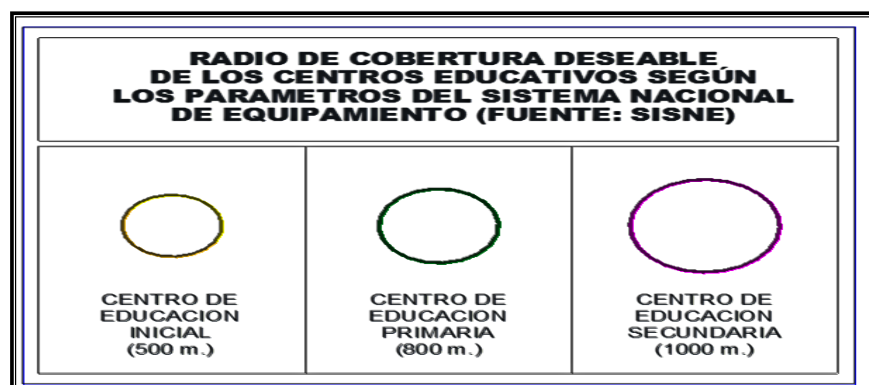 RADIO DE COBERTURA DESEABLE
DE LOS CENTROS EDUCATIVOS SEGÚN
LOS PARAMETROS DEL SISTEMA NACIONAL
DE EQUIPAMIENTO (FUENTE: SISNE)
CENTRO DE
EDUCACION
INICIAL
(500 m.)
CENTRO DE
EDUCACION
PRIMARIA
(800 m.)
CENTRO DE
EDUCACION
SECUNDARIA
(1000 m.)